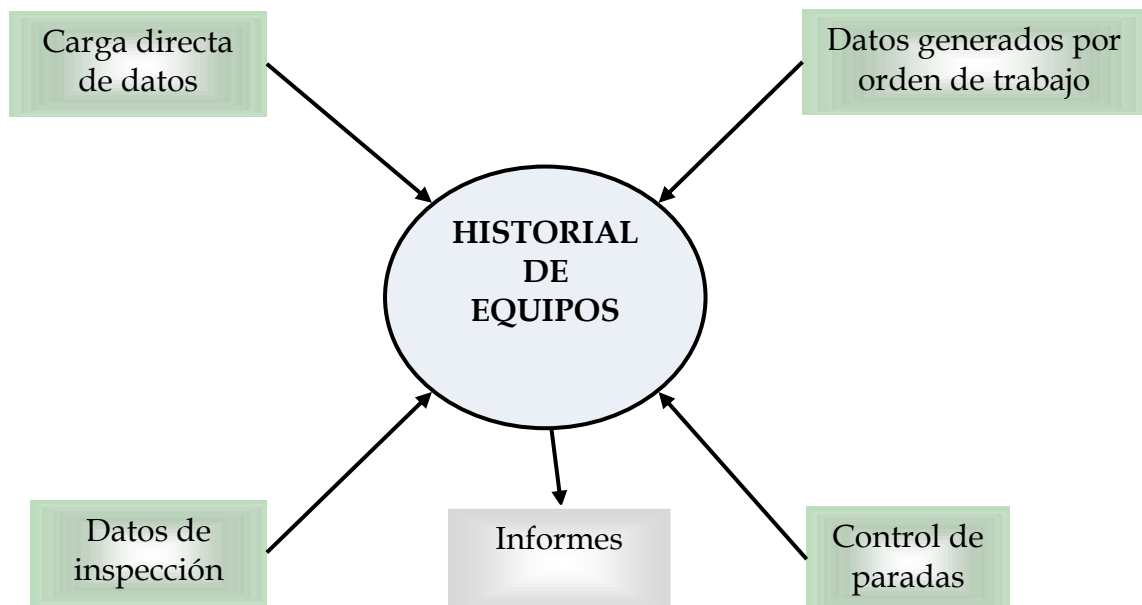 Carga directa
de datos
Datos generados por
orden de trabajo
HISTORIAL
DE
EQUIPOS
Datos de
inspección
Informes
Control de
paradas